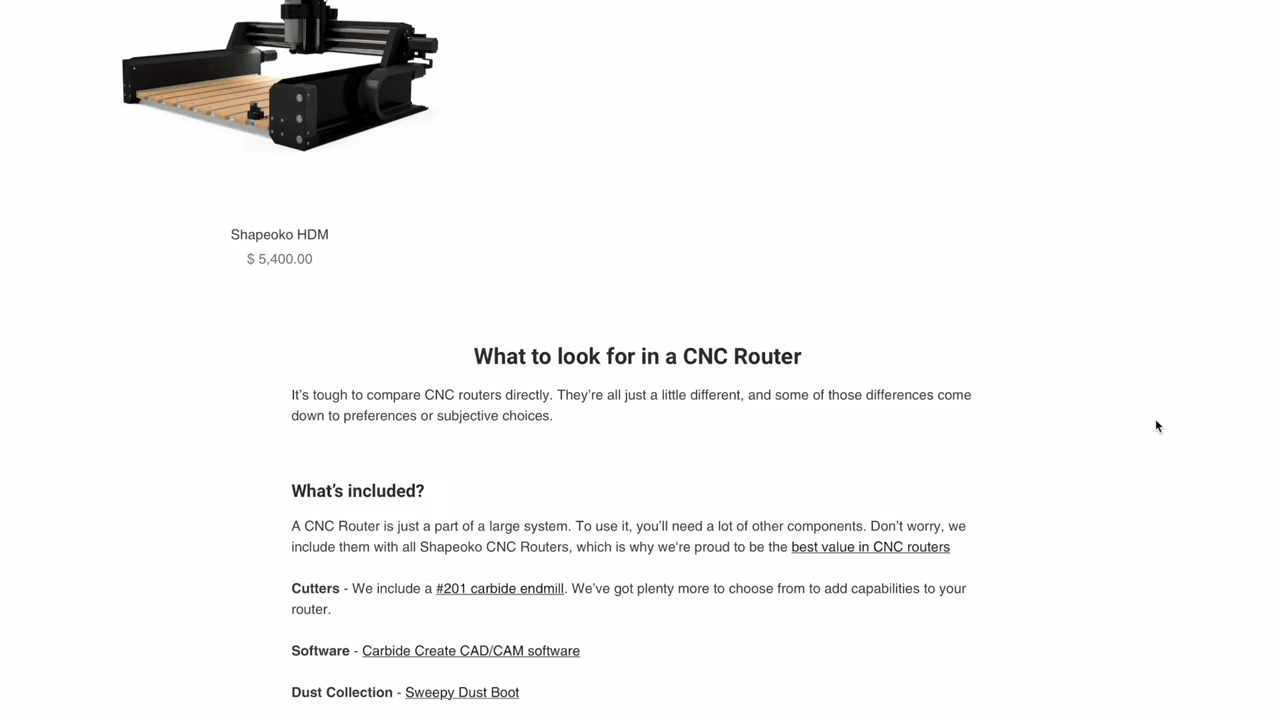 Shapeoko HDM
$ 5,400.00
What to look for in a CNC Router
It’s tough to compare CNC routers directly. They’re all just a little different, and some of those differences come
down to preferences or subjective choices.
What’s included?
A CNC Router is just a part of a large system. To use it, you’ll need a lot of other components. Don’t worry, we
include them with all Shapeoko CNC Routers, which is why we're proud to be the best value in CNC routers
Cutters - We include a #201 carbide endmill. We’ve got plenty more to choose from to add capabilities to your
router.
Software - Carbide Create CAD/CAM software
Dust Collection - Sweepy Dust Boot